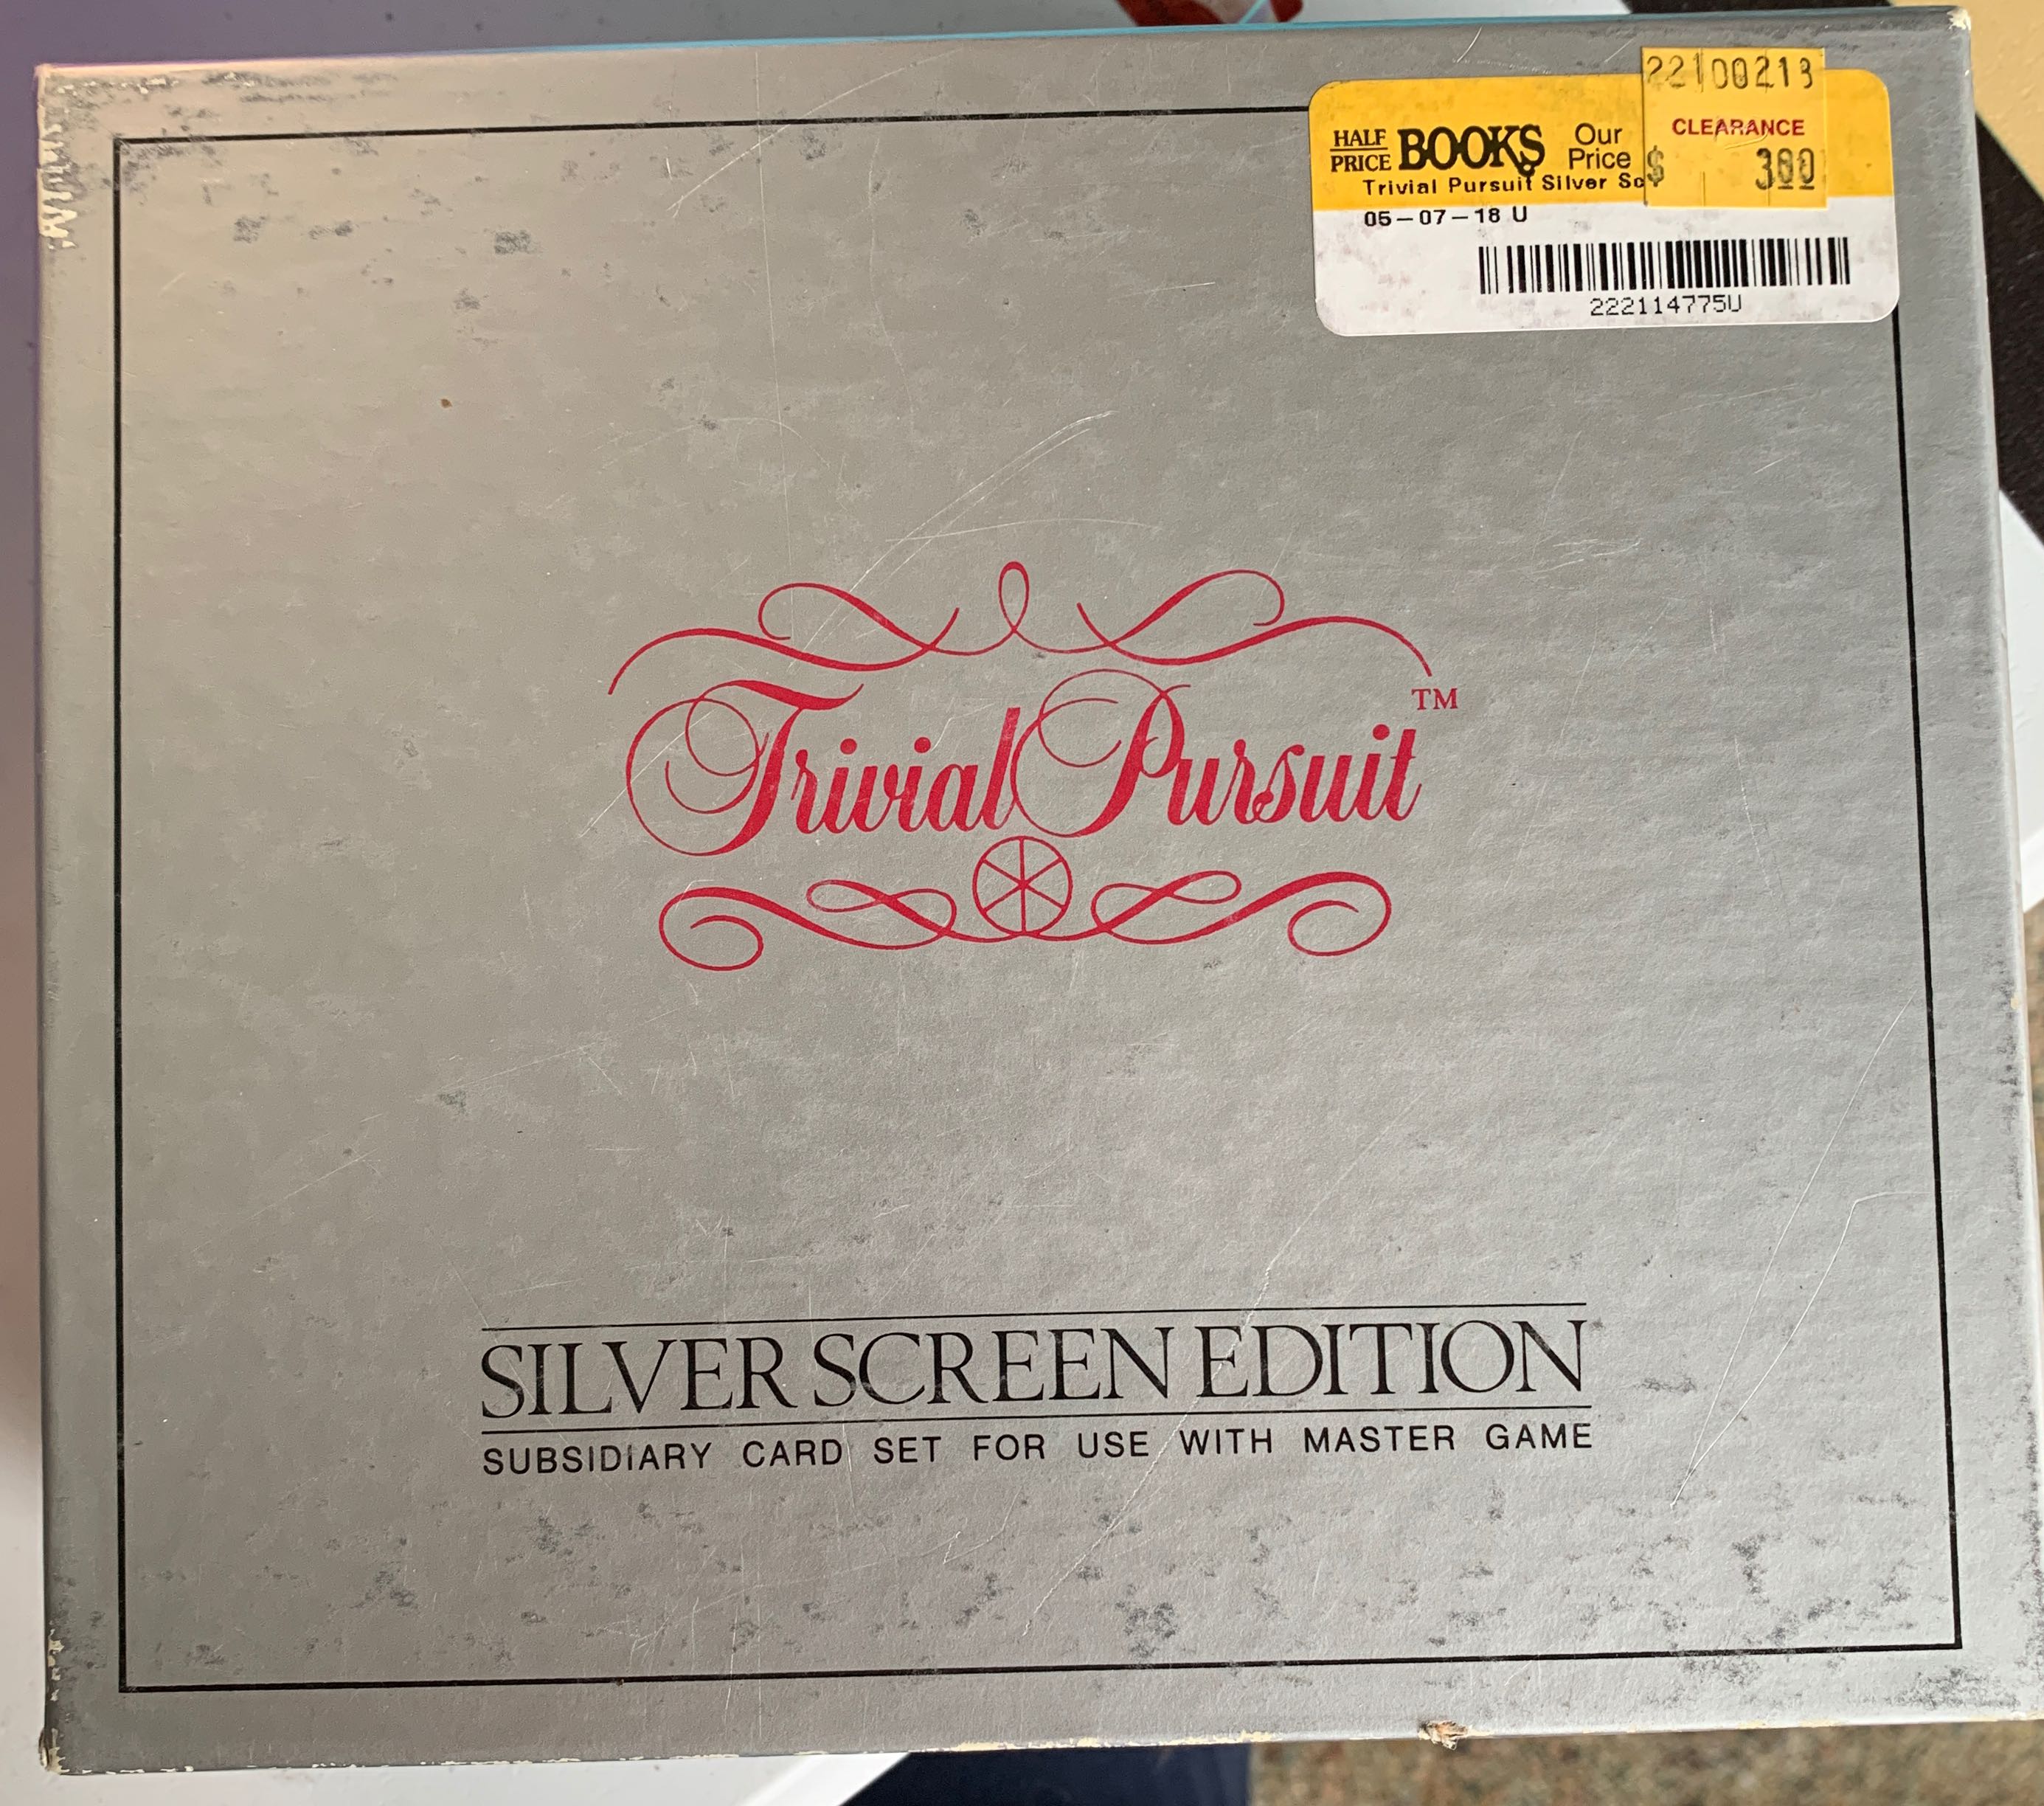 22100213
CLEARANCE
$ 300
HALF PRICE BOOKS Our Price
Trivial Pursuit Silver Sc
05-07-18 U
222114775U
Trivial Pursuit™
SILVER SCREEN EDITION
SUBSIDIARY CARD SET FOR USE WITH MASTER GAME